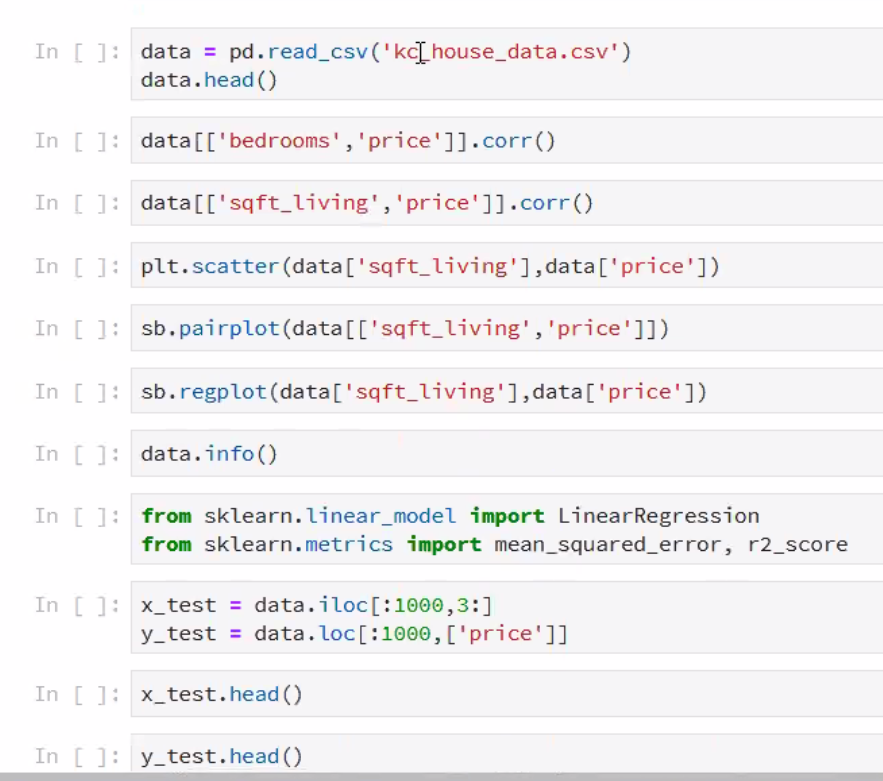 In [ ]: data = pd.read_csv('kc_house_data.csv')
data.head()
In [ ]: data[['bedrooms','price']].corr()
In [ ]: data[['sqft_living','price']].corr()
In [ ]: plt.scatter(data['sqft_living'],data['price'])
In [ ]: sb.pairplot(data[['sqft_living','price']])
In [ ]: sb.regplot(data['sqft_living'],data['price'])
In [ ]: data.info()
In [ ]: from sklearn.linear_model import LinearRegression
from sklearn.metrics import mean_squared_error, r2_score
In [ ]: x_test = data.iloc[:1000,3:]
y_test = data.loc[:1000,['price']]
In [ ]: x_test.head()
In [ ]: y_test.head()